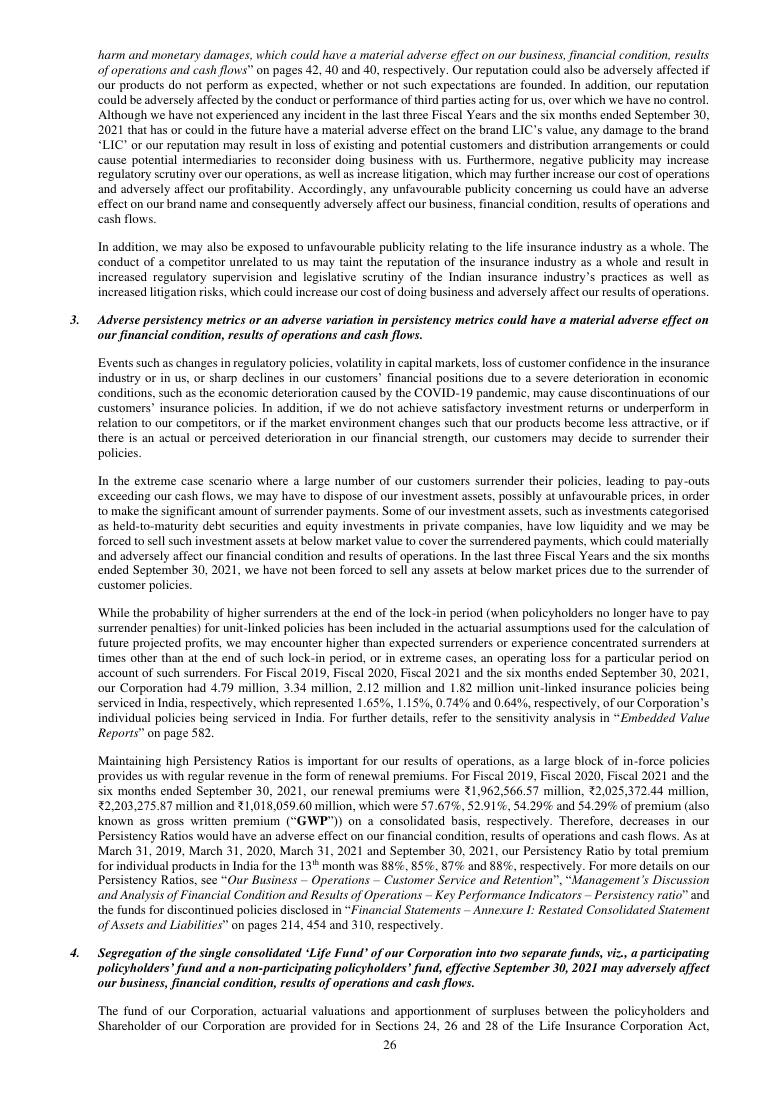 harm and monetary damages, which could have a material adverse effect on our business, financial condition, results
of operations and cash flows” on pages 42, 40 and 40, respectively. Our reputation could also be adversely affected if
our products do not perform as expected, whether or not such expectations are founded. In addition, our reputation
could be adversely affected by the conduct or performance of third parties acting for us, over which we have no control.
Although we have not experienced any incident in the last three Fiscal Years and the six months ended September 30,
2021 that has or could in the future have a material adverse effect on the brand LIC’s value, any damage to the brand
‘LIC’ or our reputation may result in loss of existing and potential customers and distribution arrangements or could
cause potential intermediaries to reconsider doing business with us. Furthermore, negative publicity may increase
regulatory scrutiny over our operations, as well as increase litigation, which may further increase our cost of operations
and adversely affect our profitability. Accordingly, any unfavourable publicity concerning us could have an adverse
effect on our brand name and consequently adversely affect our business, financial condition, results of operations and
cash flows.
In addition, we may also be exposed to unfavourable publicity relating to the life insurance industry as a whole. The
conduct of a competitor unrelated to us may taint the reputation of the insurance industry as a whole and result in
increased regulatory supervision and legislative scrutiny of the Indian insurance industry’s practices as well as
increased litigation risks, which could increase our cost of doing business and adversely affect our results of operations.
3. Adverse persistency metrics or an adverse variation in persistency metrics could have a material adverse effect on
our financial condition, results of operations and cash flows.
Events such as changes in regulatory policies, volatility in capital markets, loss of customer confidence in the insurance
industry or in us, or sharp declines in our customers’ financial positions due to a severe deterioration in economic
conditions, such as the economic deterioration caused by the COVID-19 pandemic, may cause discontinuations of our
customers’ insurance policies. In addition, if we do not achieve satisfactory investment returns or underperform in
relation to our competitors, or if the market environment changes such that our products become less attractive, or if
there is an actual or perceived deterioration in our financial strength, our customers may decide to surrender their
policies.
In the extreme case scenario where a large number of our customers surrender their policies, leading to pay-outs
exceeding our cash flows, we may have to dispose of our investment assets, possibly at unfavourable prices, in order
to make the significant amount of surrender payments. Some of our investment assets, such as investments categorised
as held-to-maturity debt securities and equity investments in private companies, have low liquidity and we may be
forced to sell such investment assets at below market value to cover the surrendered payments, which could materially
and adversely affect our financial condition and results of operations. In the last three Fiscal Years and the six months
ended September 30, 2021, we have not been forced to sell any assets at below market prices due to the surrender of
customer policies.
While the probability of higher surrenders at the end of the lock-in period (when policyholders no longer have to pay
surrender penalties) for unit-linked policies has been included in the actuarial assumptions used for the calculation of
future projected profits, we may encounter higher than expected surrenders or experience concentrated surrenders at
times other than at the end of such lock-in period, or in extreme cases, an operating loss for a particular period on
account of such surrenders. For Fiscal 2019, Fiscal 2020, Fiscal 2021 and the six months ended September 30, 2021,
our Corporation had 4.79 million, 3.34 million, 2.12 million and 1.82 million unit-linked insurance policies being
serviced in India, respectively, which represented 1.65%, 1.15%, 0.74% and 0.64%, respectively, of our Corporation’s
individual policies being serviced in India. For further details, refer to the sensitivity analysis in “Embedded Value
Reports” on page 582.
Maintaining high Persistency Ratios is important for our results of operations, as a large block of in-force policies
provides us with regular revenue in the form of renewal premiums. For Fiscal 2019, Fiscal 2020, Fiscal 2021 and the
six months ended September 30, 2021, our renewal premiums were ₹1,962,566.57 million, ₹2,025,372.44 million,
₹2,203,275.87 million and ₹1,018,059.60 million, which were 57.67%, 52.91%, 54.29% and 54.29% of premium (also
known as gross written premium (“GWP”)) on a consolidated basis, respectively. Therefore, decreases in our
Persistency Ratios would have an adverse effect on our financial condition, results of operations and cash flows. As at
March 31, 2019, March 31, 2020, March 31, 2021 and September 30, 2021, our Persistency Ratio by total premium
for individual products in India for the 13th month was 88%, 85%, 87% and 88%, respectively. For more details on our
Persistency Ratios, see “Our Business – Operations – Customer Service and Retention”, “Management’s Discussion
and Analysis of Financial Condition and Results of Operations – Key Performance Indicators – Persistency ratio” and
the funds for discontinued policies disclosed in “Financial Statements – Annexure I: Restated Consolidated Statement
of Assets and Liabilities” on pages 214, 454 and 310, respectively.
4. Segregation of the single consolidated ‘Life Fund’ of our Corporation into two separate funds, viz., a participating
policyholders’ fund and a non-participating policyholders’ fund, effective September 30, 2021 may adversely affect
our business, financial condition, results of operations and cash flows.
The fund of our Corporation, actuarial valuations and apportionment of surpluses between the policyholders and
Shareholder of our Corporation are provided for in Sections 24, 26 and 28 of the Life Insurance Corporation Act,
26